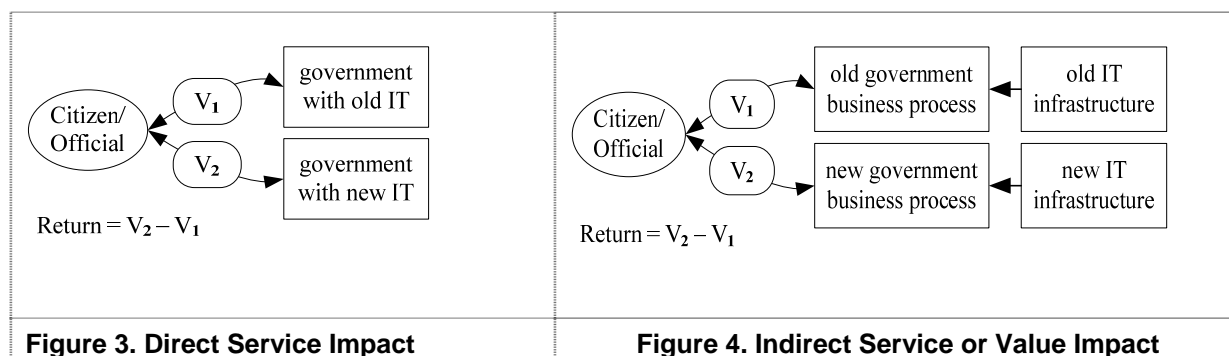 Citizen/
Official
V1
V2
government
with old IT
government
with new IT
Return = V2 – V1
Figure 3. Direct Service Impact
Citizen/
Official
V1
V2
old government
business process
old IT
infrastructure
new government
business process
new IT
infrastructure
Return = V2 – V1
Figure 4. Indirect Service or Value Impact